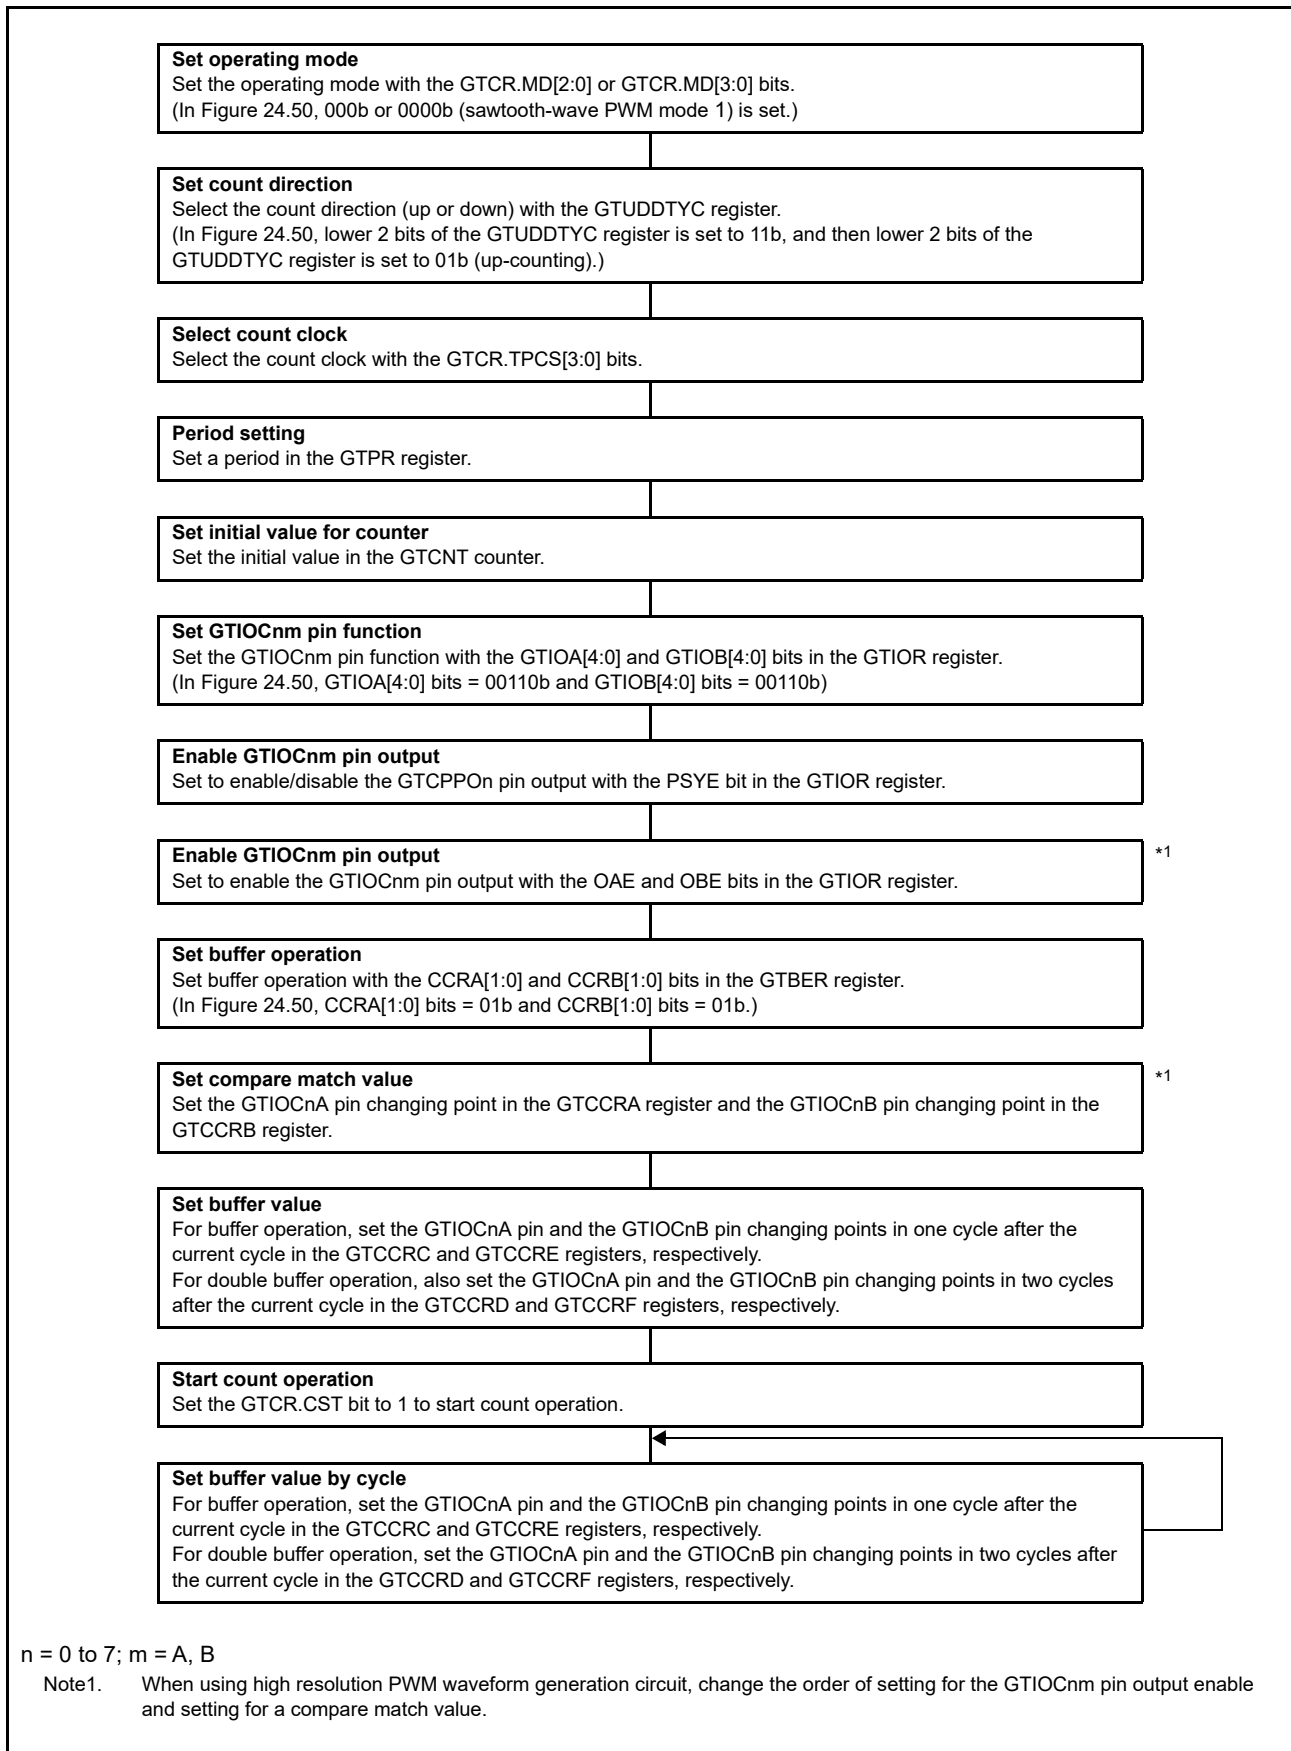 Set operating mode
Set the operating mode with the GTCR.MD[2:0] or GTCR.MD[3:0] bits.
(In Figure 24.50, 000b or 0000b (sawtooth-wave PWM mode 1) is set.)
Set count direction
Select the count direction (up or down) with the GTUDDTYC register.
(In Figure 24.50, lower 2 bits of the GTUDDTYC register is set to 11b, and then lower 2 bits of the
GTUDDTYC register is set to 01b (up-counting).)
Select count clock
Select the count clock with the GTCR.TPCS[3:0] bits.
Period setting
Set a period in the GTPR register.
Set initial value for counter
Set the initial value in the GTCNT counter.
Set GTIOCnm pin function
Set the GTIOCnm pin function with the GTIOA[4:0] and GTIOB[4:0] bits in the GTIOR register.
(In Figure 24.50, GTIOA[4:0] bits = 00110b and GTIOB[4:0] bits = 00110b)
Enable GTIOCnm pin output
Set to enable/disable the GTCPPOn pin output with the PSYE bit in the GTIOR register.
Enable GTIOCnm pin output *1
Set to enable the GTIOCnm pin output with the OAE and OBE bits in the GTIOR register.
Set buffer operation
Set buffer operation with the CCRA[1:0] and CCRB[1:0] bits in the GTBER register.
(In Figure 24.50, CCRA[1:0] bits = 01b and CCRB[1:0] bits = 01b.)
Set compare match value *1
Set the GTIOCnA pin changing point in the GTCCRA register and the GTIOCnB pin changing point in the
GTCCRB register.
Set buffer value
For buffer operation, set the GTIOCnA pin and the GTIOCnB pin changing points in one cycle after the
current cycle in the GTCCRC and GTCCRE registers, respectively.
For double buffer operation, also set the GTIOCnA pin and the GTIOCnB pin changing points in two cycles
after the current cycle in the GTCCRD and GTCCRF registers, respectively.
Start count operation
Set the GTCR.CST bit to 1 to start count operation.
Set buffer value by cycle
For buffer operation, set the GTIOCnA pin and the GTIOCnB pin changing points in one cycle after the
current cycle in the GTCCRC and GTCCRE registers, respectively.
For double buffer operation, set the GTIOCnA pin and the GTIOCnB pin changing points in two cycles after
the current cycle in the GTCCRD and GTCCRF registers, respectively.
n = 0 to 7; m = A, B
Note1. When using high resolution PWM waveform generation circuit, change the order of setting for the GTIOCnm pin output enable
and setting for a compare match value.